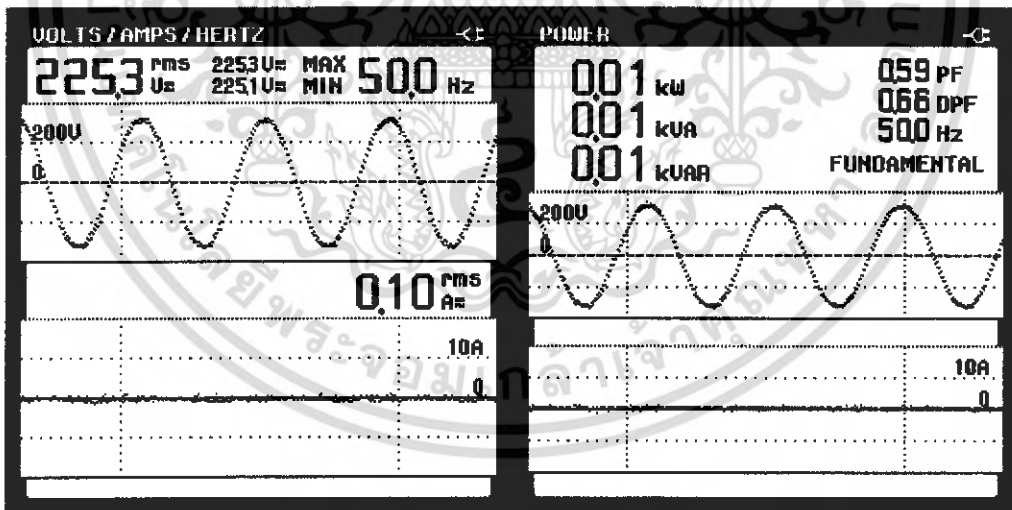 VOLTS/AMPS/HERTZ
225,3 rms V≂ 225,3 V≂ MAX 50,0 Hz
225,1 V≂ MIN
200V
0
0,10 rms A≂
10A
0
POWER
0,01 kW
0,01 kVA
0,01 kVAR
0,59 PF
0,66 DPF
50,0 Hz
FUNDAMENTAL
200V
0
10A
0